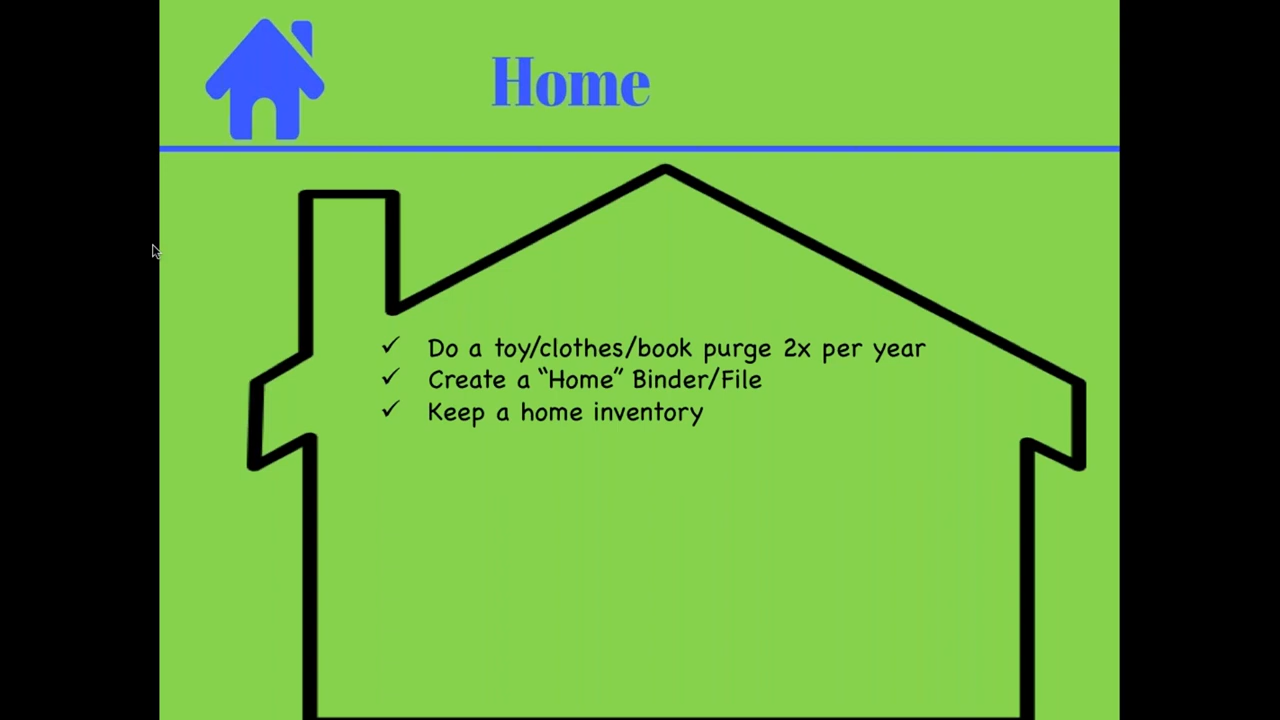 Home
✓ Do a toy/clothes/book purge 2x per year
✓ Create a “Home” Binder/File
✓ Keep a home inventory